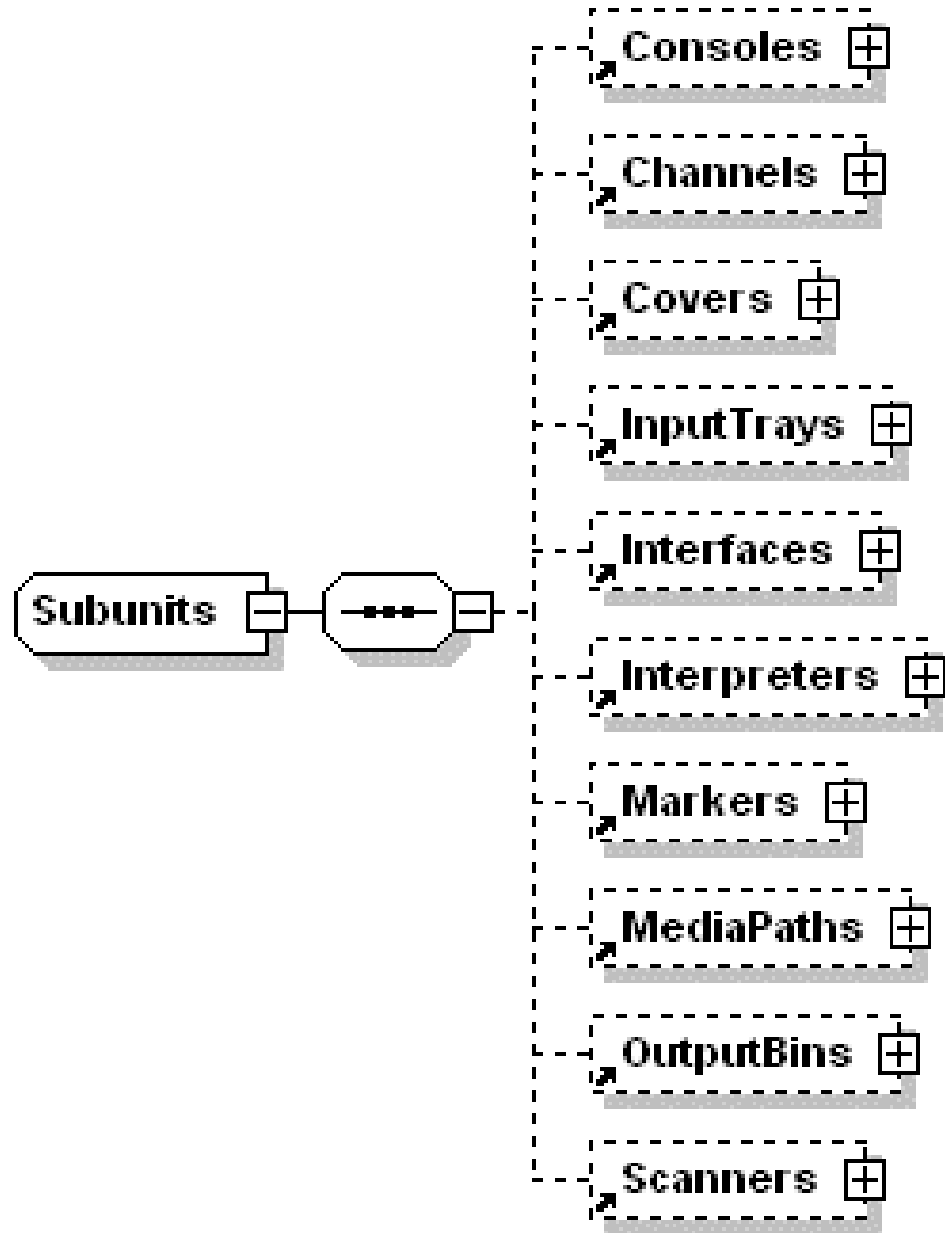 Consoles
Channels
Covers
InputTrays
Interfaces
Subunits
Interpreters
Markers
MediaPaths
OutputBins
Scanners